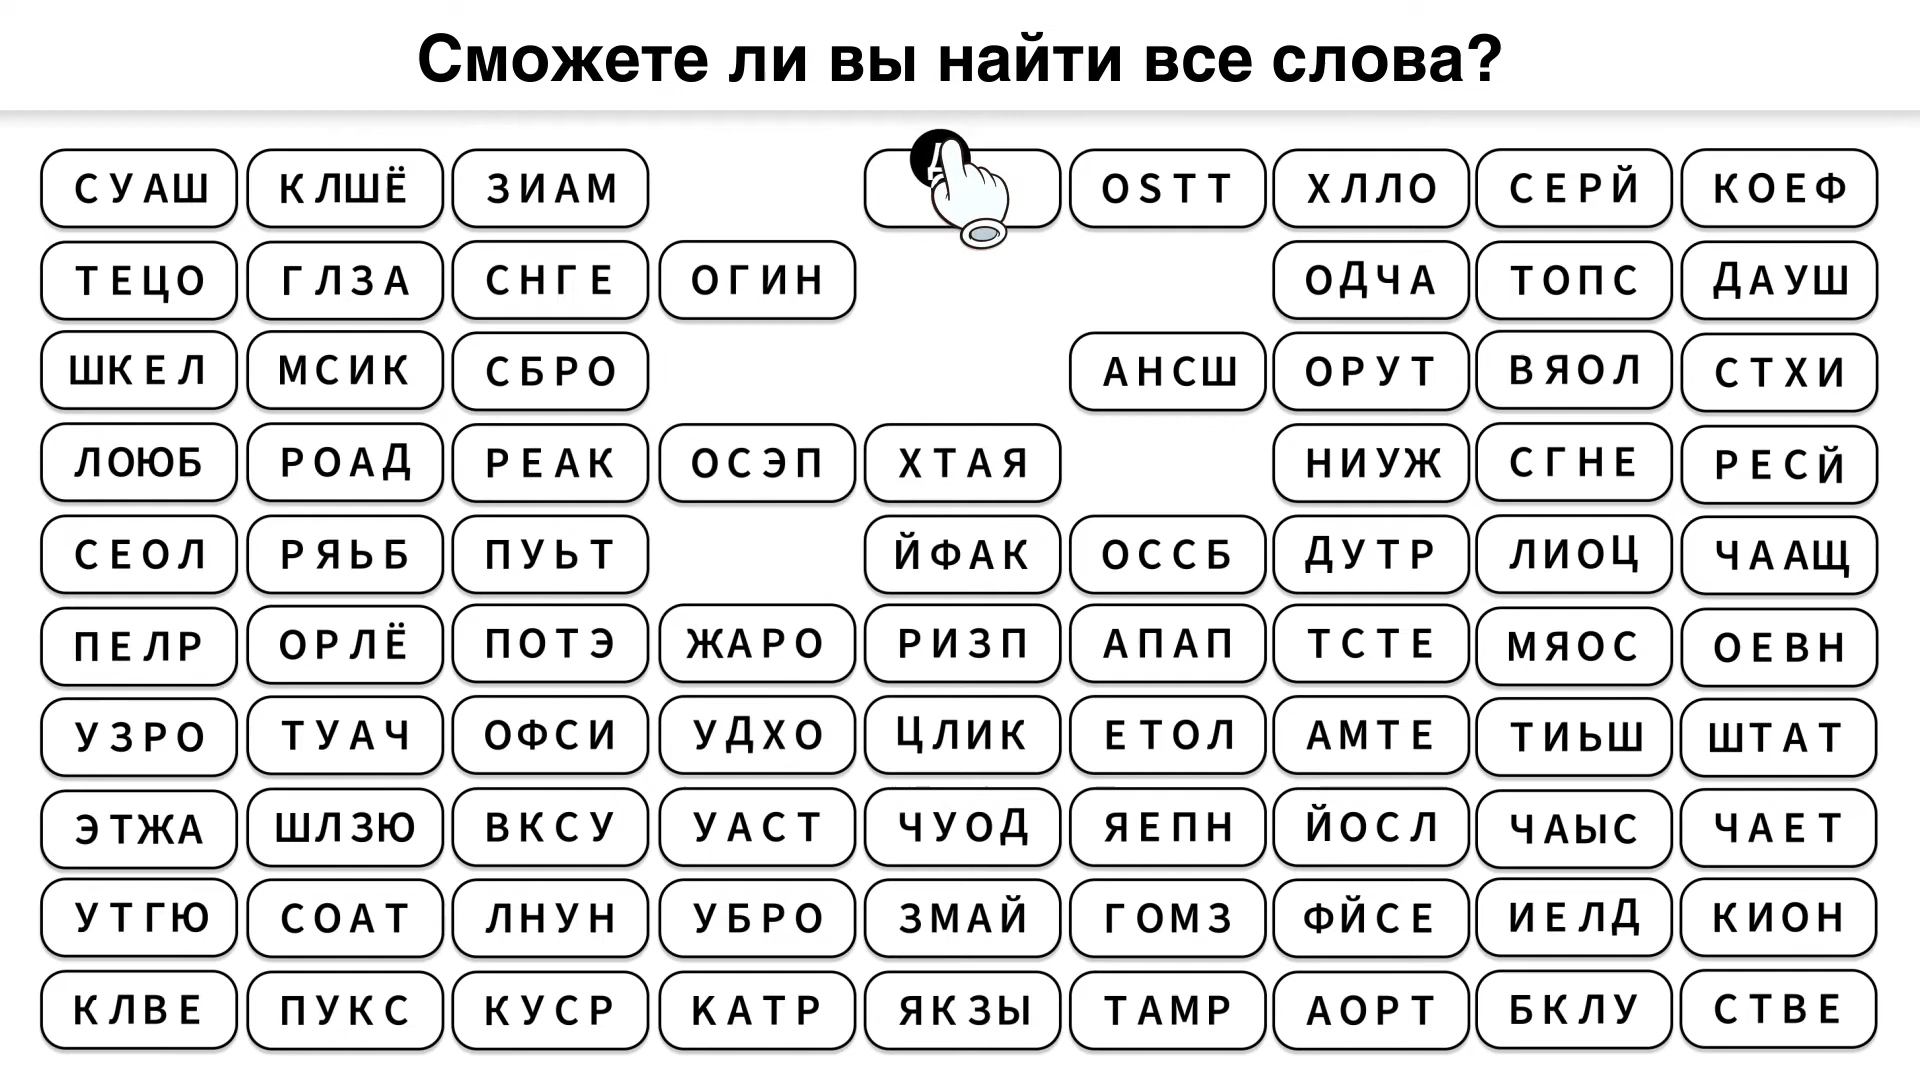 Сможете ли вы найти все слова?
СУАШ КЛШЁ ЗИАМ OSTT ХЛЛО СЕРЙ КОЕФ
ТЕЦО ГЛЗА СНГЕ ОГИН ОДЧА ТОПС ДАУШ
ШКЕЛ МСИК СБРО АНСШ ОРУТ ВЯОЛ СТХИ
ЛОЮБ РОАД РЕАК ОСЭП ХТАЯ НИУЖ СГНЕ РЕСЙ
СЕОЛ РЯЬБ ПУЬТ ЙФАК ОССБ ДУТР ЛИОЦ ЧААЩ
ПЕЛР ОРЛЁ ПОТЭ ЖАРО РИЗП АПАП ТСТЕ МЯОС ОЕВН
УЗРО ТУАЧ ОФСИ УДХО ЦЛИК ЕТОЛ АМТЕ ТИЬШ ШТАТ
ЭТЖА ШЛЗЮ ВКСУ УАСТ ЧУОД ЯЕПН ЙОСЛ ЧАЫС ЧАЕТ
УТГЮ СОАТ ЛНУН УБРО ЗМАЙ ГОМЗ ФЙСЕ ИЕЛД КИОН
КЛВЕ ПУКС КУСР КАТР ЯКЗЫ ТАМР АОРТ БКЛУ СТВЕ